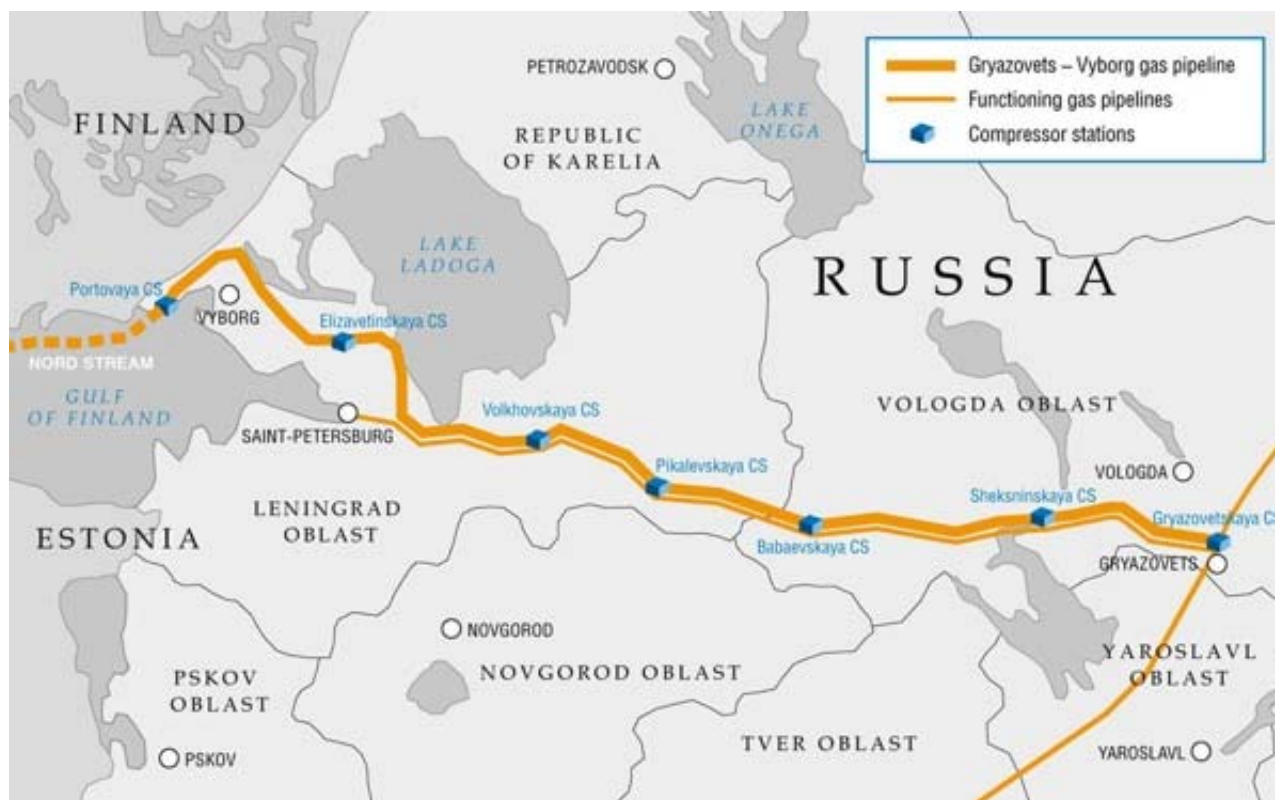 PETROZAVODSK
Gryazovets – Vyborg gas pipeline
Functioning gas pipelines
Compressor stations
FINLAND
LAKE
ONEGA
REPUBLIC
OF KARELIA
LAKE
LADOGA
RUSSIA
Portovaya CS
VYBORG
Elizavetinskaya CS
NORD STREAM
GULF
OF FINLAND
SAINT-PETERSBURG
Volkhovskaya CS
VOLOGDA OBLAST
Pikalevskaya CS
VOLOGDA
Sheksninskaya CS
LENINGRAD
OBLAST
Gryazovetskaya CS
ESTONIA
Babaevskaya CS
GRYAZOVETS
NOVGOROD
NOVGOROD OBLAST
YAROSLAVL
OBLAST
PSKOV
OBLAST
TVER OBLAST
YAROSLAVL
PSKOV